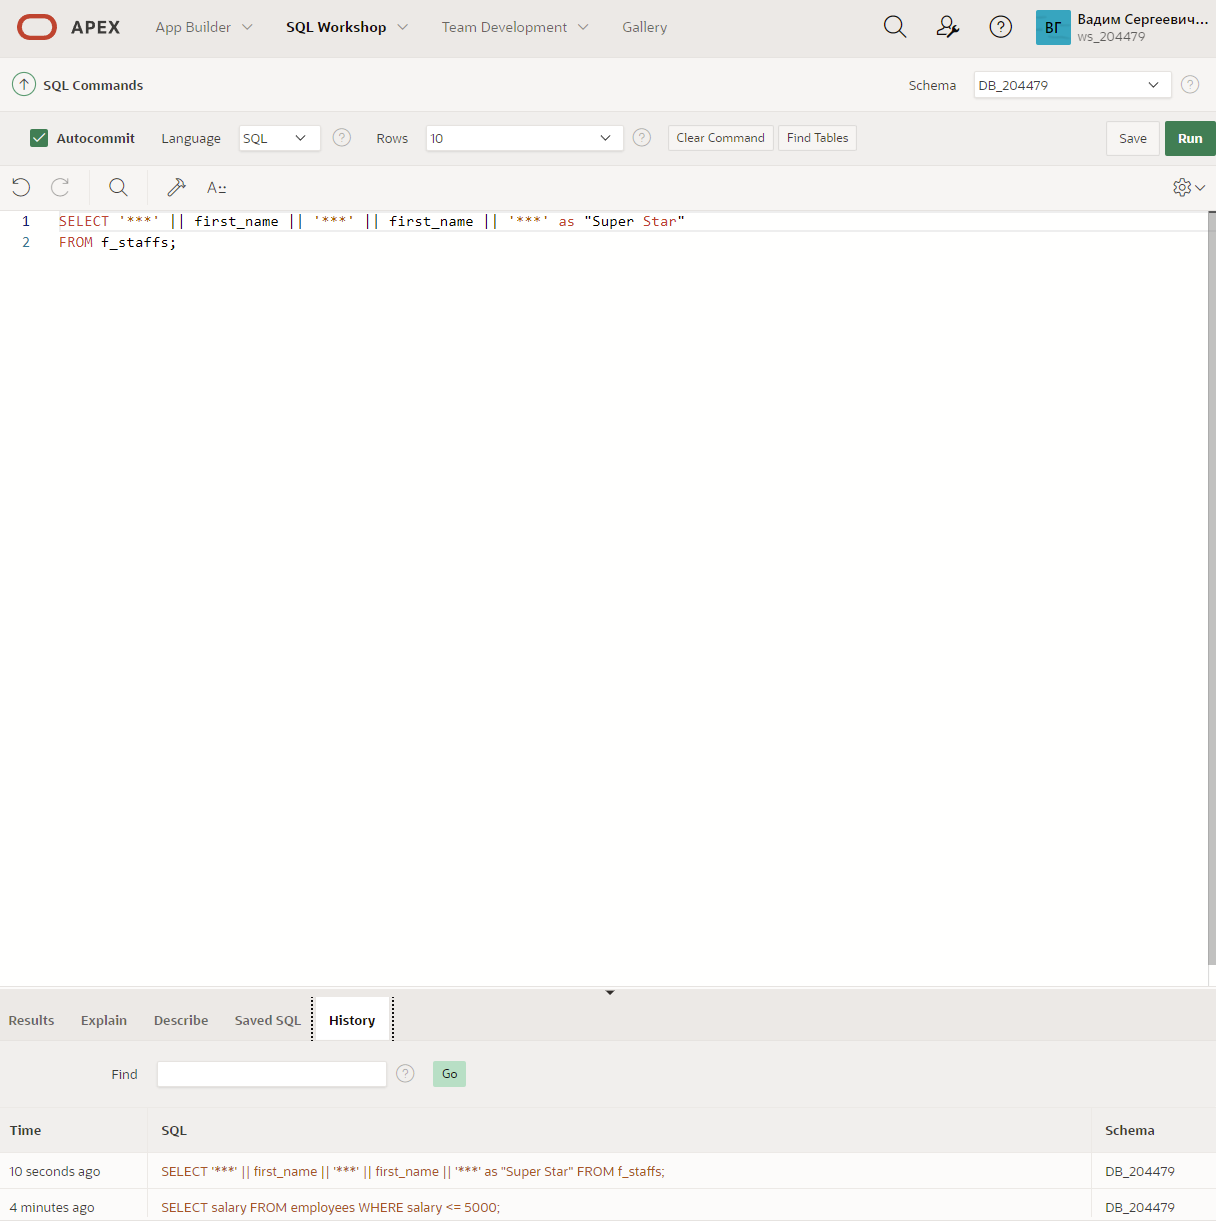 APEX App Builder SQL Workshop Team Development Gallery ВГ Вадим Сергеевич... ws_204479
SQL Commands Schema DB_204479
Autocommit Language SQL Rows 10 Clear Command Find Tables Save Run
A::
1 SELECT '***' || first_name || '***' || first_name || '***' as "Super Star"
2 FROM f_staffs;
Results Explain Describe Saved SQL History
Find Go
Time SQL Schema
10 seconds ago SELECT '***' || first_name || '***' || first_name || '***' as "Super Star" FROM f_staffs; DB_204479
4 minutes ago SELECT salary FROM employees WHERE salary <= 5000; DB_204479